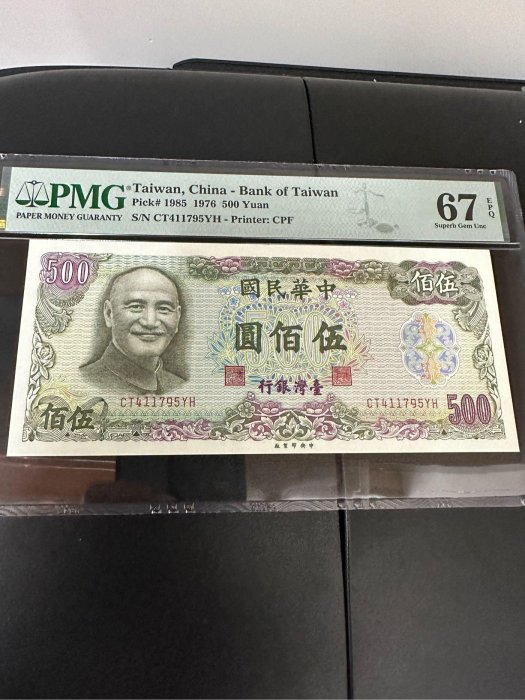 PMG® Taiwan, China - Bank of Taiwan
Pick# 1985 1976 500 Yuan
PAPER MONEY GUARANTY S/N CT411795YH - Printer: CPF
67 EPQ
Superb Gem Unc
500 國民華中 佰伍
圓佰伍
行銀灣臺
CT411795YH CT411795YH
佰伍 500
廠製印央中